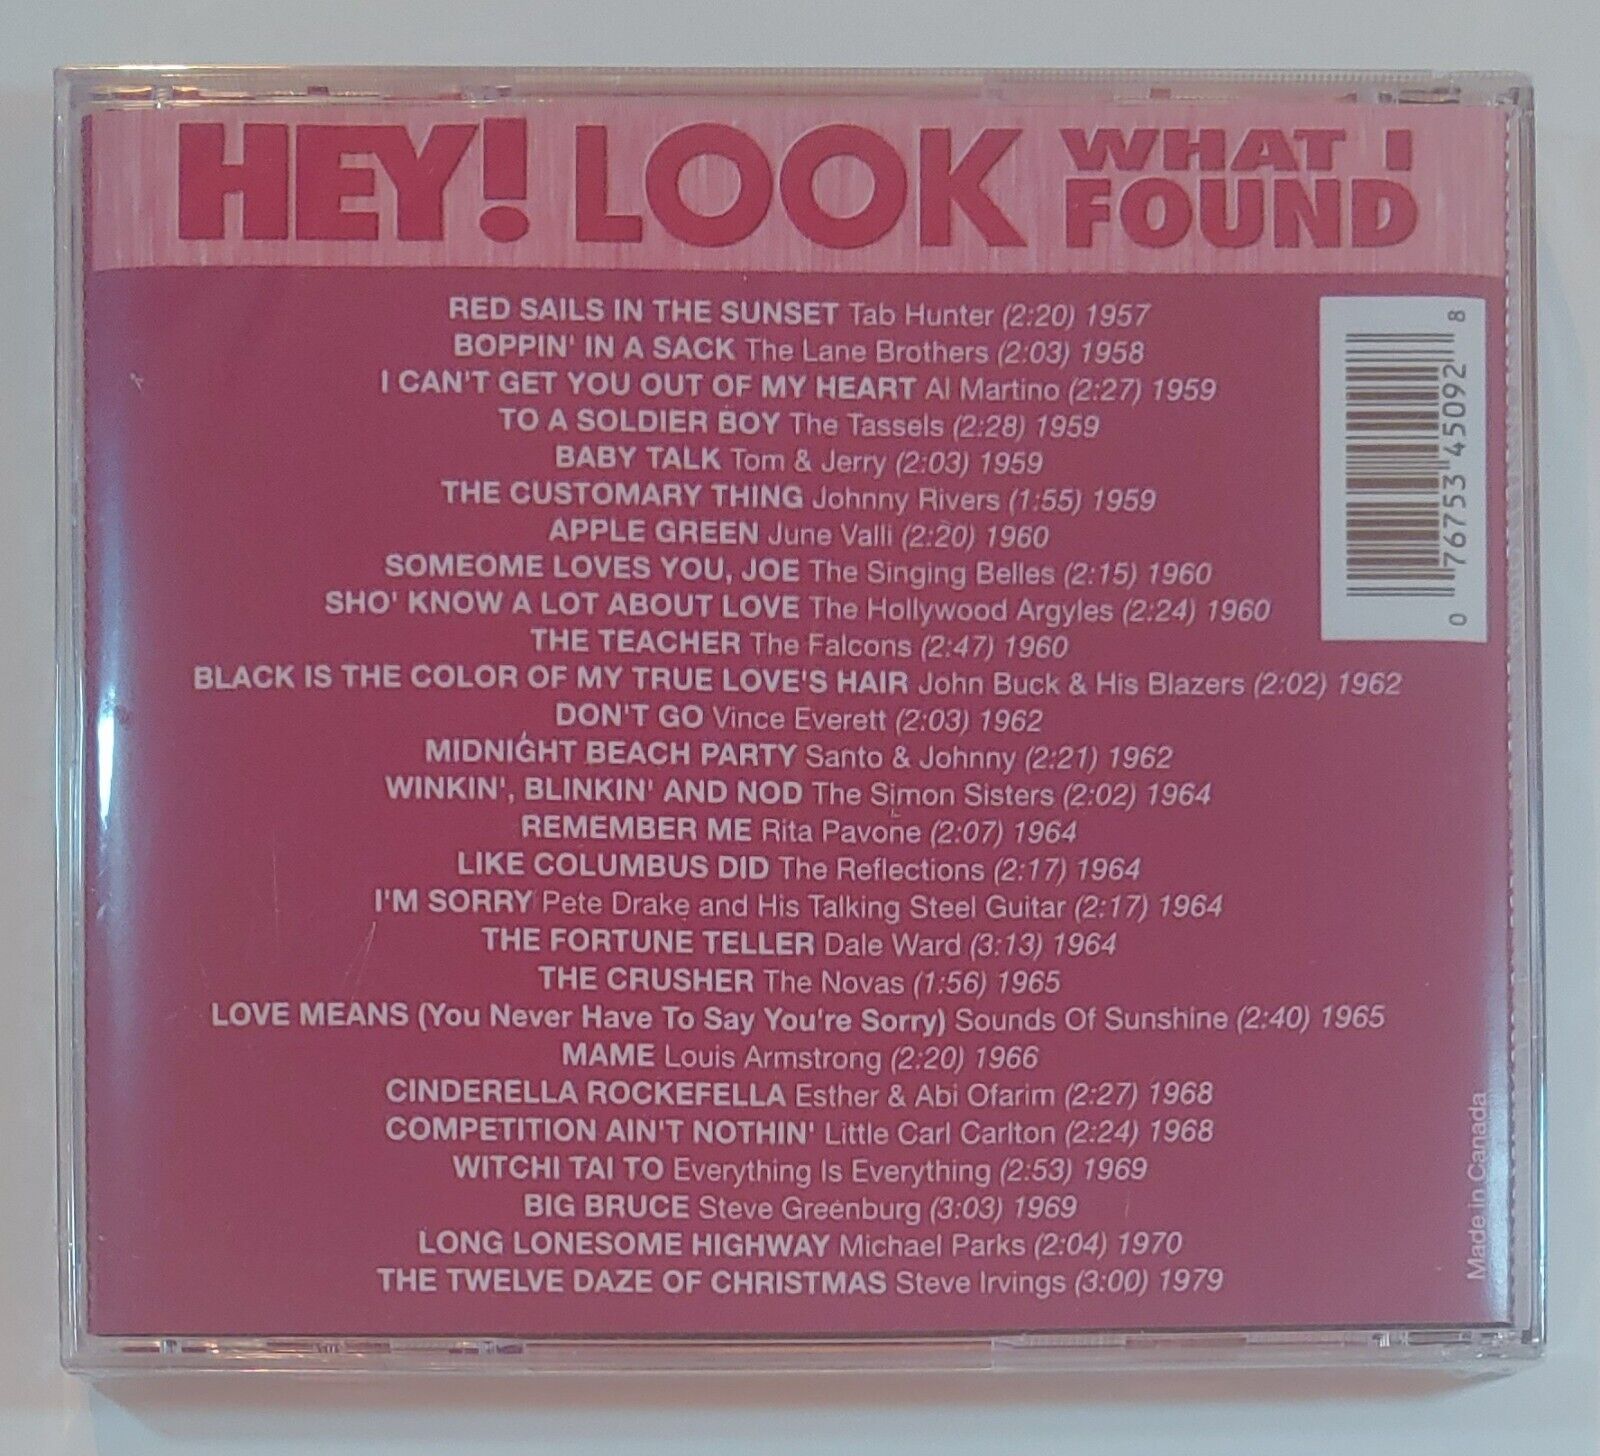 HEY! LOOK WHAT I FOUND
RED SAILS IN THE SUNSET Tab Hunter (2:20) 1957
BOPPIN' IN A SACK The Lane Brothers (2:03) 1958
I CAN'T GET YOU OUT OF MY HEART Al Martino (2:27) 1959
TO A SOLDIER BOY The Tassels (2:28) 1959
BABY TALK Tom & Jerry (2:03) 1959
THE CUSTOMARY THING Johnny Rivers (1:55) 1959
APPLE GREEN June Valli (2:20) 1960
SOMEOME LOVES YOU, JOE The Singing Belles (2:15) 1960
SHO' KNOW A LOT ABOUT LOVE The Hollywood Argyles (2:24) 1960
THE TEACHER The Falcons (2:47) 1960
BLACK IS THE COLOR OF MY TRUE LOVE'S HAIR John Buck & His Blazers (2:02) 1962
DON'T GO Vince Everett (2:03) 1962
MIDNIGHT BEACH PARTY Santo & Johnny (2:21) 1962
WINKIN', BLINKIN' AND NOD The Simon Sisters (2:02) 1964
REMEMBER ME Rita Pavone (2:07) 1964
LIKE COLUMBUS DID The Reflections (2:17) 1964
I'M SORRY Pete Drake and His Talking Steel Guitar (2:17) 1964
THE FORTUNE TELLER Dale Ward (3:13) 1964
THE CRUSHER The Novas (1:56) 1965
LOVE MEANS (You Never Have To Say You're Sorry) Sounds Of Sunshine (2:40) 1965
MAME Louis Armstrong (2:20) 1966
CINDERELLA ROCKEFELLA Esther & Abi Ofarim (2:27) 1968
COMPETITION AIN'T NOTHIN' Little Carl Carlton (2:24) 1968
WITCHI TAI TO Everything Is Everything (2:53) 1969
BIG BRUCE Steve Greenburg (3:03) 1969
LONG LONESOME HIGHWAY Michael Parks (2:04) 1970
THE TWELVE DAZE OF CHRISTMAS Steve Irvings (3:00) 1979
0 76753 45092 8
Made in Canada